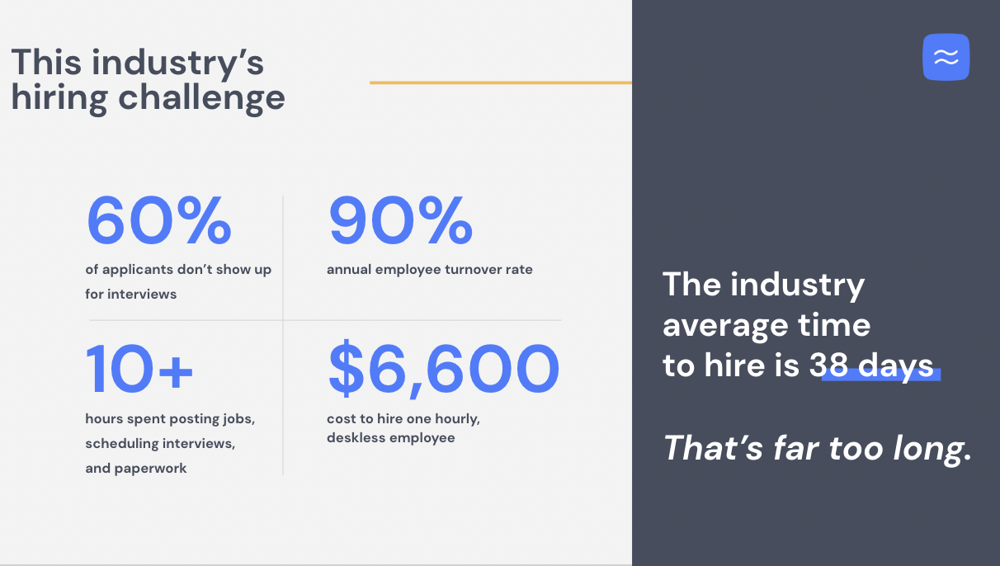 This industry’s
hiring challenge
60%
of applicants don’t show up
for interviews
90%
annual employee turnover rate
10+
hours spent posting jobs,
scheduling interviews,
and paperwork
$6,600
cost to hire one hourly,
deskless employee
The industry
average time
to hire is 38 days
That’s far too long.